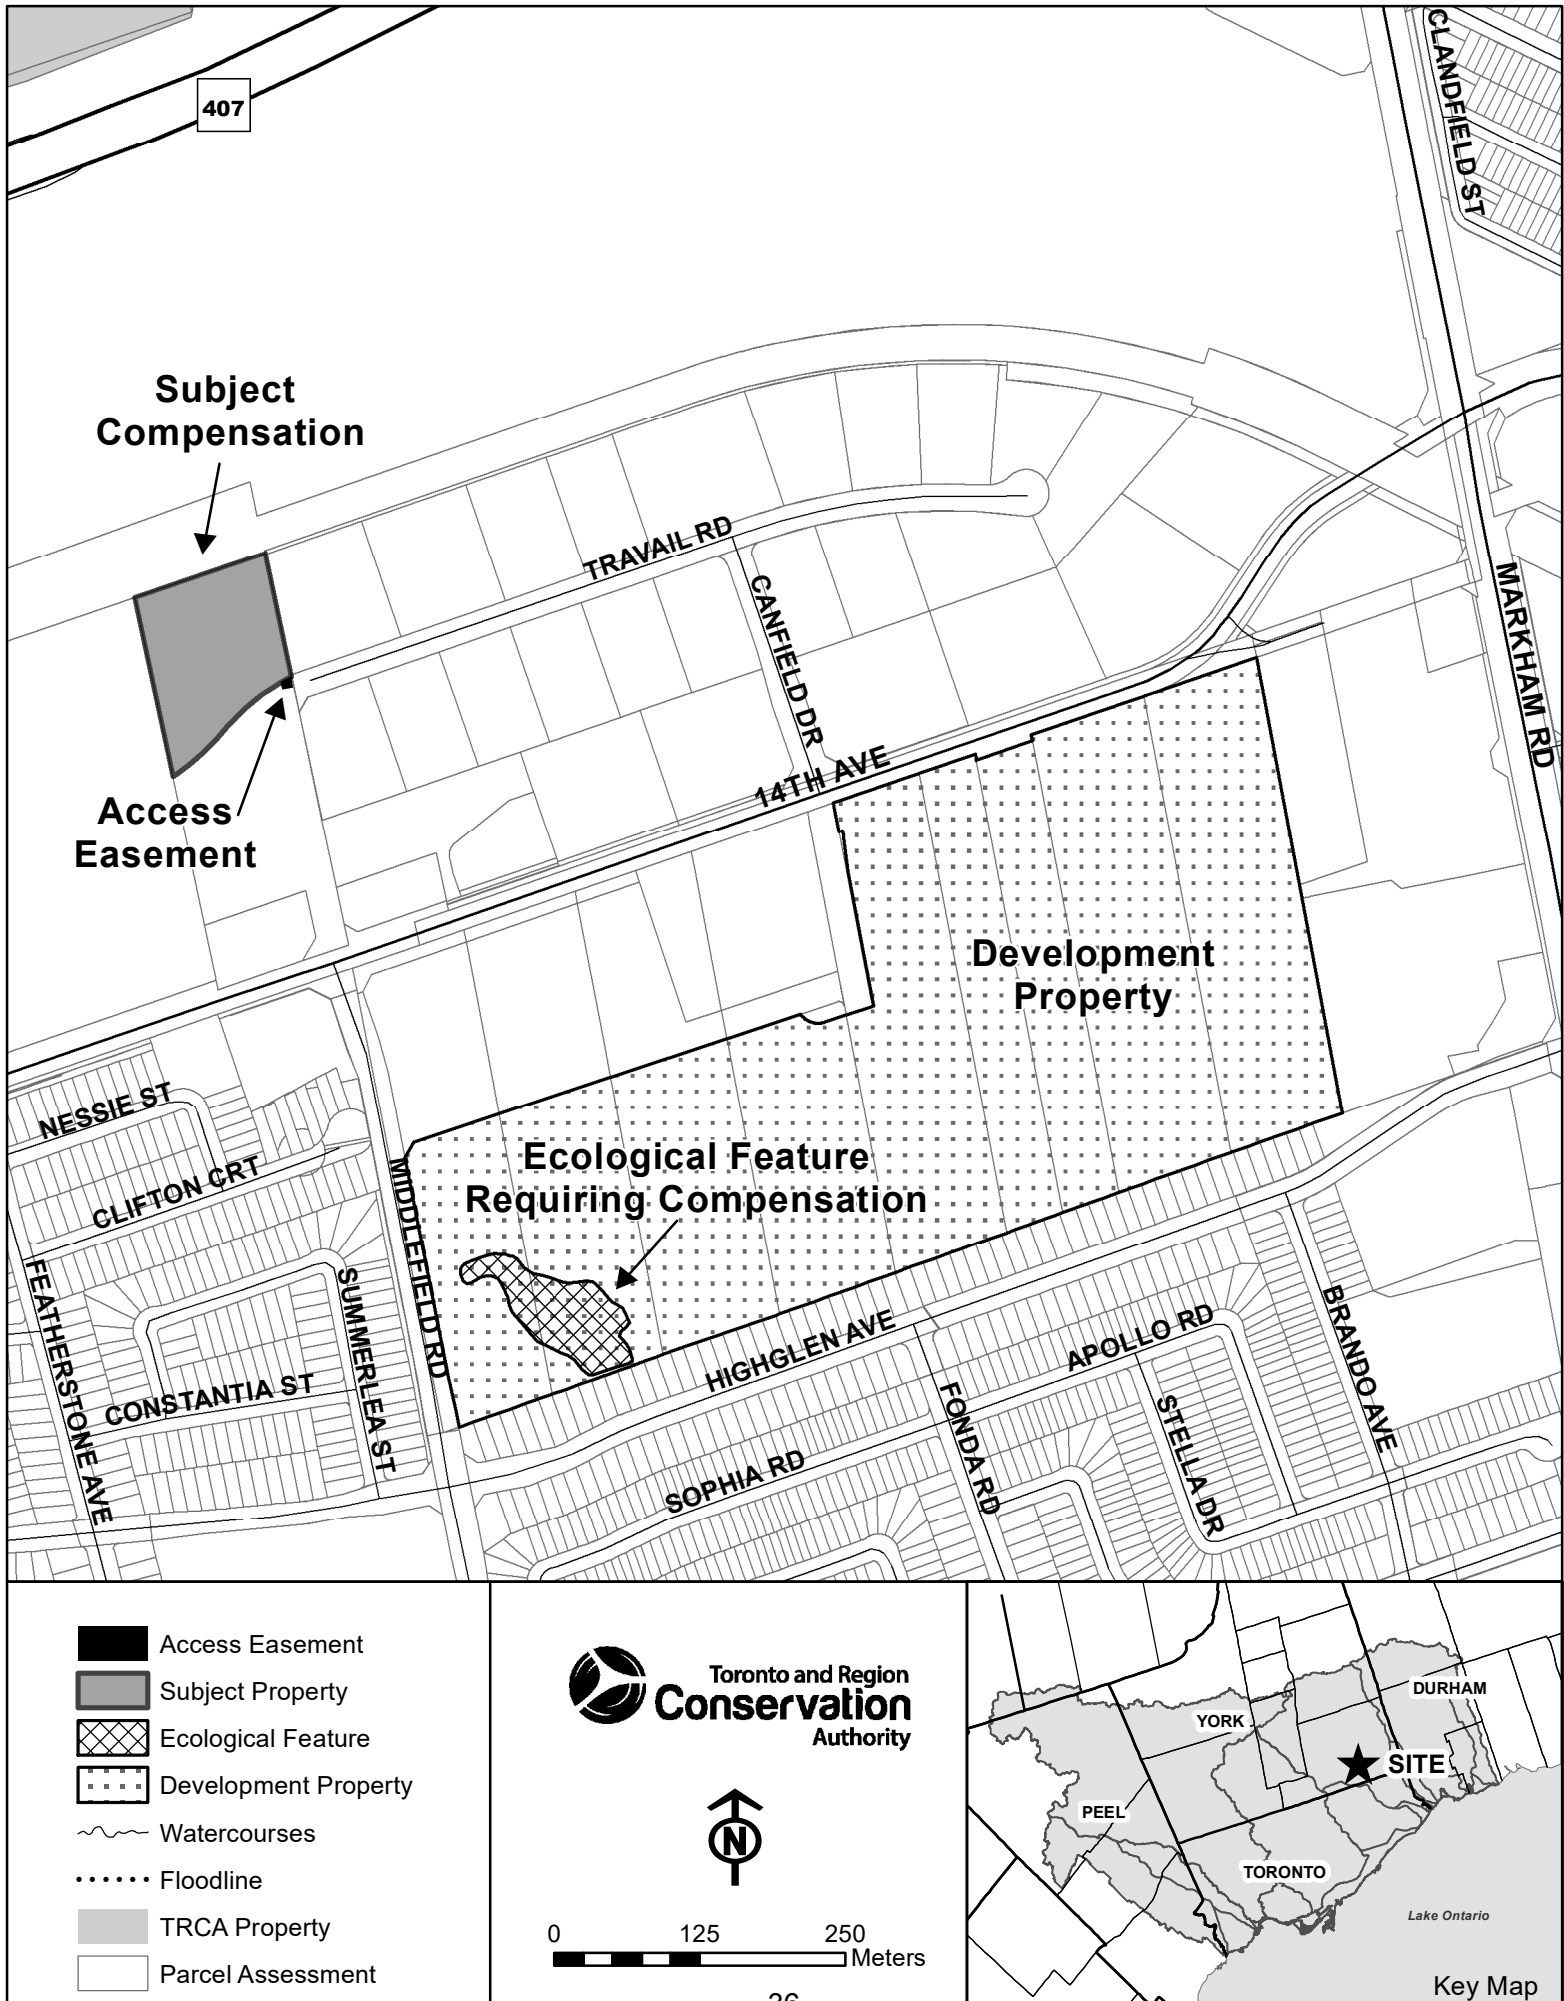 407
CLANDFIELD ST
Subject
Compensation
TRAVAIL RD
CANFIELD DR
MARKHAM RD
14TH AVE
Access
Easement
Development
Property
NESSIE ST
CLIFTON CRT
MIDDLEFIELD RD
Ecological Feature
Requiring Compensation
FEATHERSTONE AVE
SUMMERLEA ST
CONSTANTIA ST
HIGHGLEN AVE
APOLLO RD
BRANDO AVE
SOPHIA RD
FONDA RD
STELLA DR
Access Easement
Subject Property
Ecological Feature
Development Property
Watercourses
Floodline
TRCA Property
Parcel Assessment
Toronto and Region
Conservation
Authority
N
0 125 250
Meters
36
DURHAM
YORK
SITE
PEEL
TORONTO
Lake Ontario
Key Map